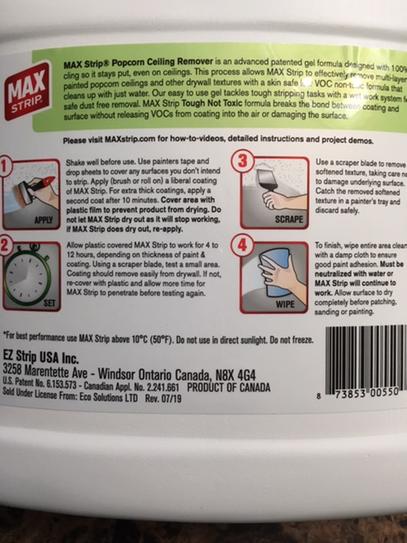 MAX Strip® Popcorn Ceiling Remover is an advanced patented gel formula designed with 100%
cling so it stays put, even on ceilings. This process allows MAX Strip to effectively remove multi-layer
painted popcorn ceilings and other drywall textures with a skin safe VOC non-toxic formula that
cleans up with just water. Our easy to use gel tackles tough stripping tasks with a wet work system
safe dust free removal. MAX Strip Tough Not Toxic formula breaks the bond between coating and
surface without releasing VOCs from coating into the air or damaging the surface.
MAX
STRIP
Please visit MAXstrip.com for how-to-videos, detailed instructions and project demos.
1
APPLY
Shake well before use. Use painters tape and
drop sheets to cover any surfaces you don't intend
to strip. Apply (brush or roll on) a liberal coating
of MAX Strip. For extra thick coatings, apply a
second coat after 10 minutes. Cover area with
plastic film to prevent product from drying. Do
not let MAX Strip dry out as it will stop working,
if MAX Strip does dry out, re-apply.
3
SCRAPE
Use a scraper blade to remove
softened texture, taking care
to damage underlying surface.
Catch the removed softened
texture in a painter's tray and
discard safely.
2
SET
Allow plastic covered MAX Strip to work for 4 to
12 hours, depending on thickness of paint &
coating. Using a scraper blade, test a small area.
Coating should remove easily from drywall. If not,
re-cover with plastic and allow more time for
MAX Strip to penetrate before testing again.
4
WIPE
To finish, wipe entire area clean
with a damp cloth to ensure
good paint adhesion. Must be
neutralized with water or
MAX Strip will continue to
work. Allow surface to dry
completely before patching,
sanding or painting.
*For best performance use MAX Strip above 10°C (50°F). Do not use in direct sunlight. Do not freeze.
EZ Strip USA Inc.
3258 Marentette Ave - Windsor Ontario Canada, N8X 4G4
U.S. Patent No. 6.153.573 - Canadian Appl. No. 2.241.661 PRODUCT OF CANADA
Sold Under License From: Eco Solutions LTD Rev. 07/19
8 73853 00550